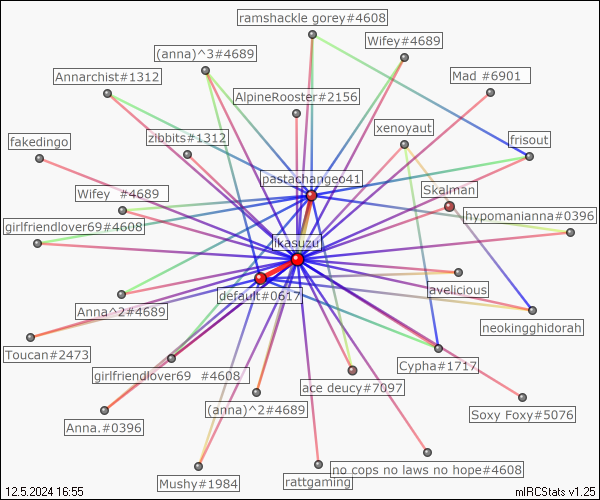 ramshackle gorey#4608
Wifey#4689
(anna)^3#4689
Annarchist#1312
Mad #6901
AlpineRooster#2156
xenoyaut
zibbits#1312
fakedingo
frisout
pastachangeo41
Skalman
Wifey  #4689
hypomanianna#0396
girlfriendlover69#4608
likasuzu
avelicious
default#0617
Anna^2#4689
neokingghidorah
Toucan#2473
Cypha#1717
girlfriendlover69  #4608
ace deucy#7097
(anna)^2#4689
Soxy Foxy#5076
Anna.#0396
no cops no laws no hope#4608
Mushy#1984
rattgaming
12.5.2024 16:55
mIRCStats v1.25